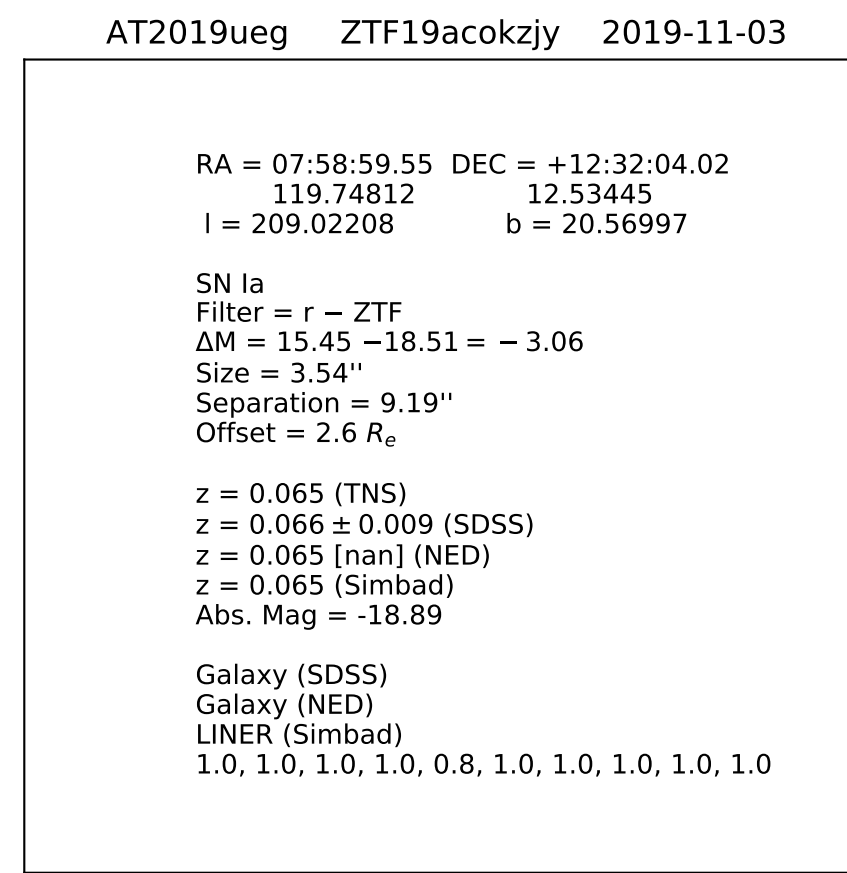 AT2019ueg ZTF19acokzjy 2019-11-03
RA = 07:58:59.55 DEC = +12:32:04.02
119.74812 12.53445
l = 209.02208 b = 20.56997
SN Ia
Filter = r − ZTF
ΔM = 15.45 −18.51 = − 3.06
Size = 3.54''
Separation = 9.19''
Offset = 2.6 Rₑ
z = 0.065 (TNS)
z = 0.066 ± 0.009 (SDSS)
z = 0.065 [nan] (NED)
z = 0.065 (Simbad)
Abs. Mag = -18.89
Galaxy (SDSS)
Galaxy (NED)
LINER (Simbad)
1.0, 1.0, 1.0, 1.0, 0.8, 1.0, 1.0, 1.0, 1.0, 1.0